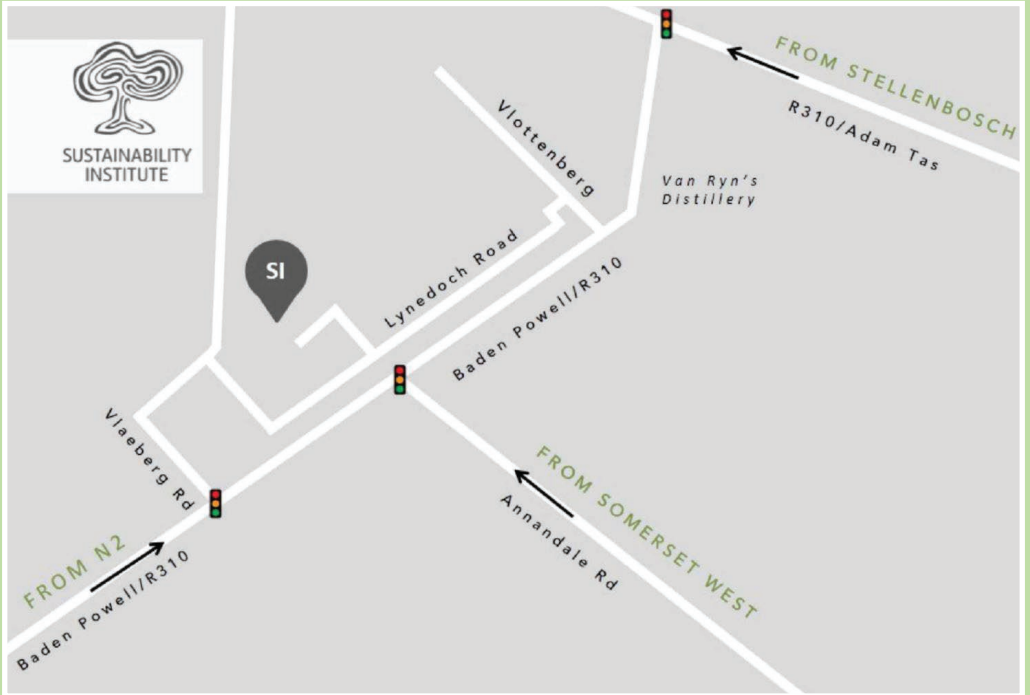 SUSTAINABILITY
INSTITUTE
FROM STELLENBOSCH
R310/Adam Tas
Vlottenberg
Van Ryn's
Distillery
SI
Lynedoch Road
Baden Powell/R310
Vlaeberg Rd
FROM SOMERSET WEST
Annandale Rd
FROM N2
Baden Powell/R310